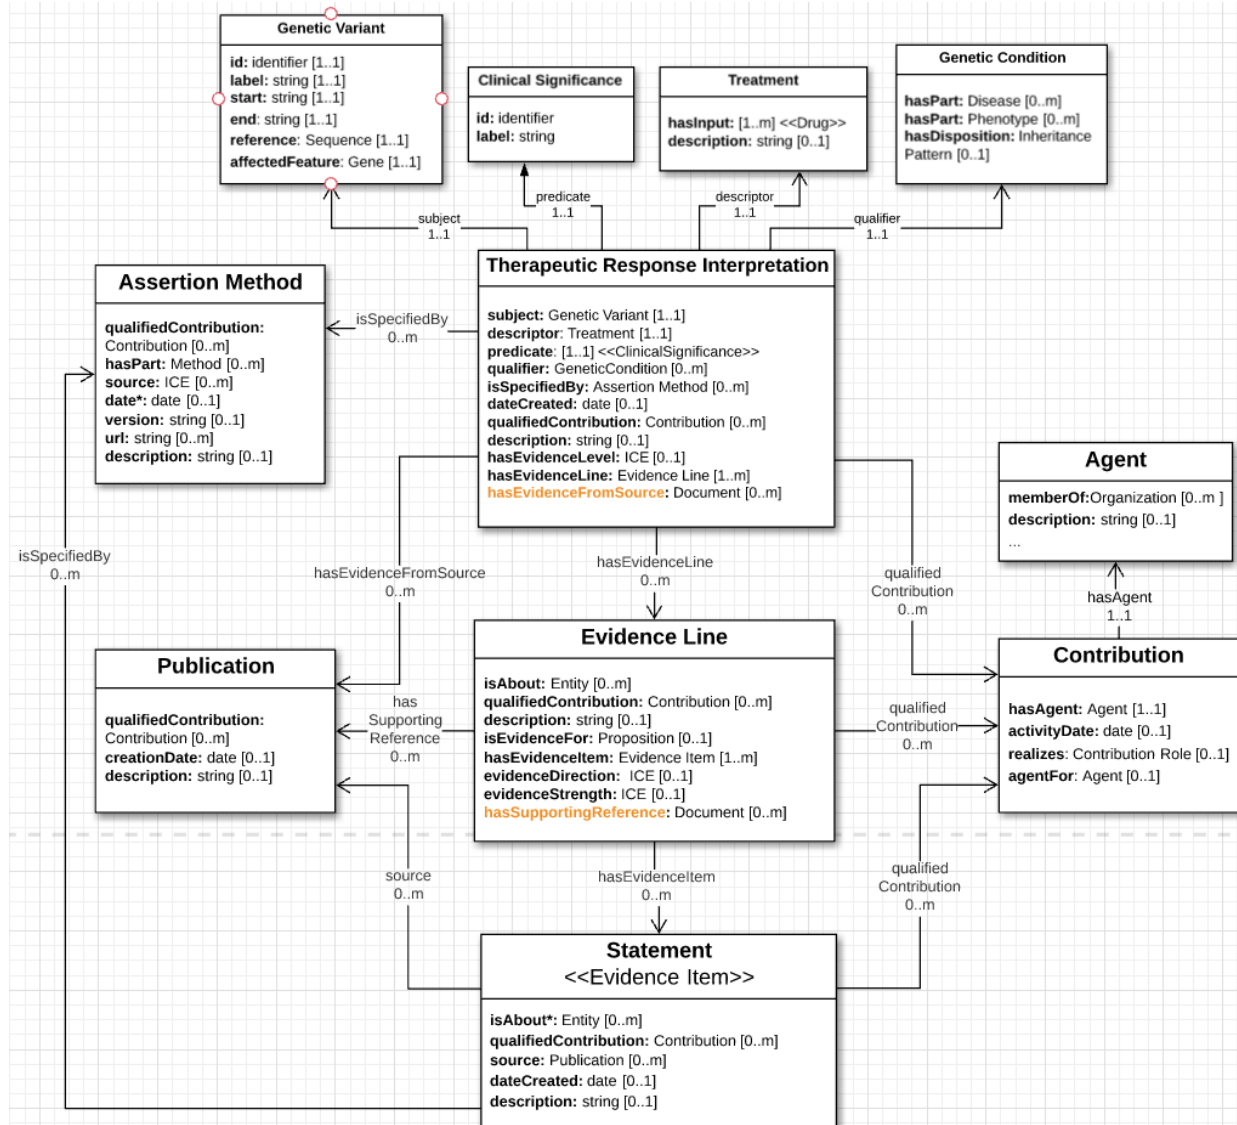 Genetic Variant
id: identifier [1..1]
label: string [1..1]
start: string [1..1]
end: string [1..1]
reference: Sequence [1..1]
affectedFeature: Gene [1..1]
Clinical Significance
id: identifier
label: string
Treatment
hasInput: [1..m] <<Drug>>
description: string [0..1]
Genetic Condition
hasPart: Disease [0..m]
hasPart: Phenotype [0..m]
hasDisposition: Inheritance
Pattern [0..1]
subject
1..1
predicate
1..1
descriptor
1..1
qualifier
1..1
Assertion Method
qualifiedContribution:
Contribution [0..m]
hasPart: Method [0..m]
source: ICE [0..m]
date*: date [0..1]
version: string [0..1]
url: string [0..m]
description: string [0..1]
isSpecifiedBy
0..m
Therapeutic Response Interpretation
subject: Genetic Variant [1..1]
descriptor: Treatment [1..1]
predicate: [1..1] <<ClinicalSignificance>>
qualifier: GeneticCondition [0..m]
isSpecifiedBy: Assertion Method [0..m]
dateCreated: date [0..1]
qualifiedContribution: Contribution [0..m]
description: string [0..1]
hasEvidenceLevel: ICE [0..1]
hasEvidenceLine: Evidence Line [1..m]
hasEvidenceFromSource: Document [0..m]
Agent
memberOf:Organization [0..m ]
description: string [0..1]
...
isSpecifiedBy
0..m
hasEvidenceFromSource
0..m
hasEvidenceLine
0..m
qualified
Contribution
0..m
hasAgent
1..1
Publication
qualifiedContribution:
Contribution [0..m]
creationDate: date [0..1]
description: string [0..1]
has
Supporting
Reference
0..m
Evidence Line
isAbout: Entity [0..m]
qualifiedContribution: Contribution [0..m]
description: string [0..1]
isEvidenceFor: Proposition [0..1]
hasEvidenceItem: Evidence Item [1..m]
evidenceDirection: ICE [0..1]
evidenceStrength: ICE [0..1]
hasSupportingReference: Document [0..m]
qualified
Contribution
0..m
Contribution
hasAgent: Agent [1..1]
activityDate: date [0..1]
realizes: Contribution Role [0..1]
agentFor: Agent [0..1]
source
0..m
hasEvidenceItem
0..m
qualified
Contribution
0..m
Statement
<<Evidence Item>>
isAbout*: Entity [0..m]
qualifiedContribution: Contribution [0..m]
source: Publication [0..m]
dateCreated: date [0..1]
description: string [0..1]